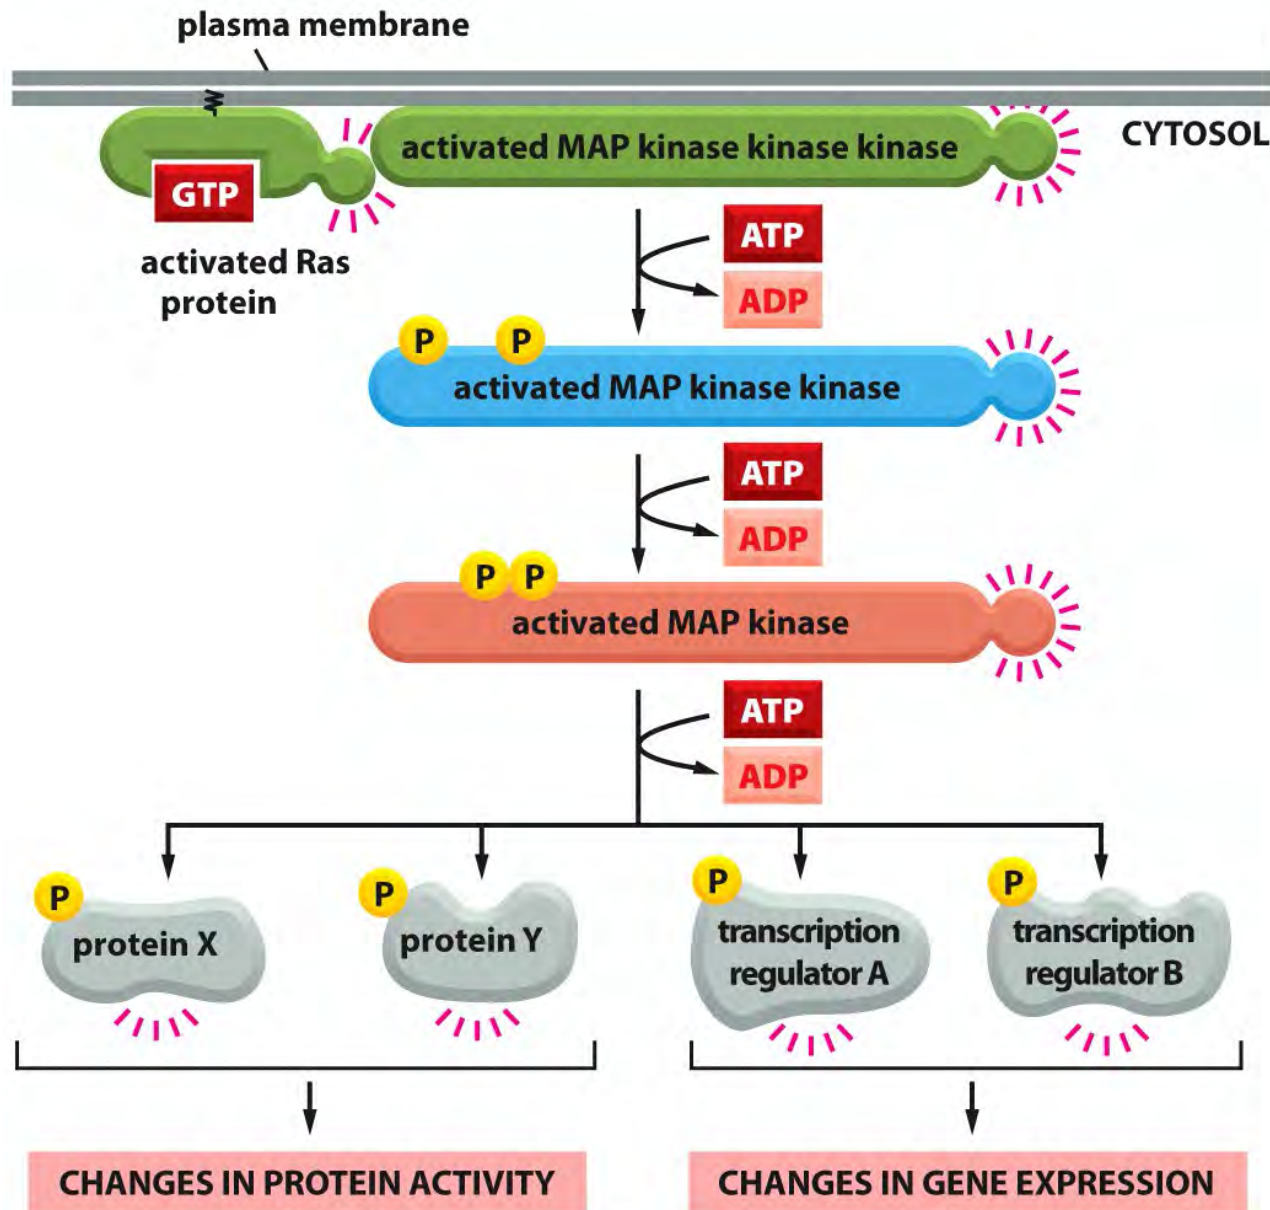 plasma membrane
activated MAP kinase kinase kinase
CYTOSOL
GTP
activated Ras
protein
ATP
ADP
P
P
activated MAP kinase kinase
ATP
ADP
P
P
activated MAP kinase
ATP
ADP
P
protein X
P
protein Y
P
transcription
regulator A
P
transcription
regulator B
CHANGES IN PROTEIN ACTIVITY
CHANGES IN GENE EXPRESSION